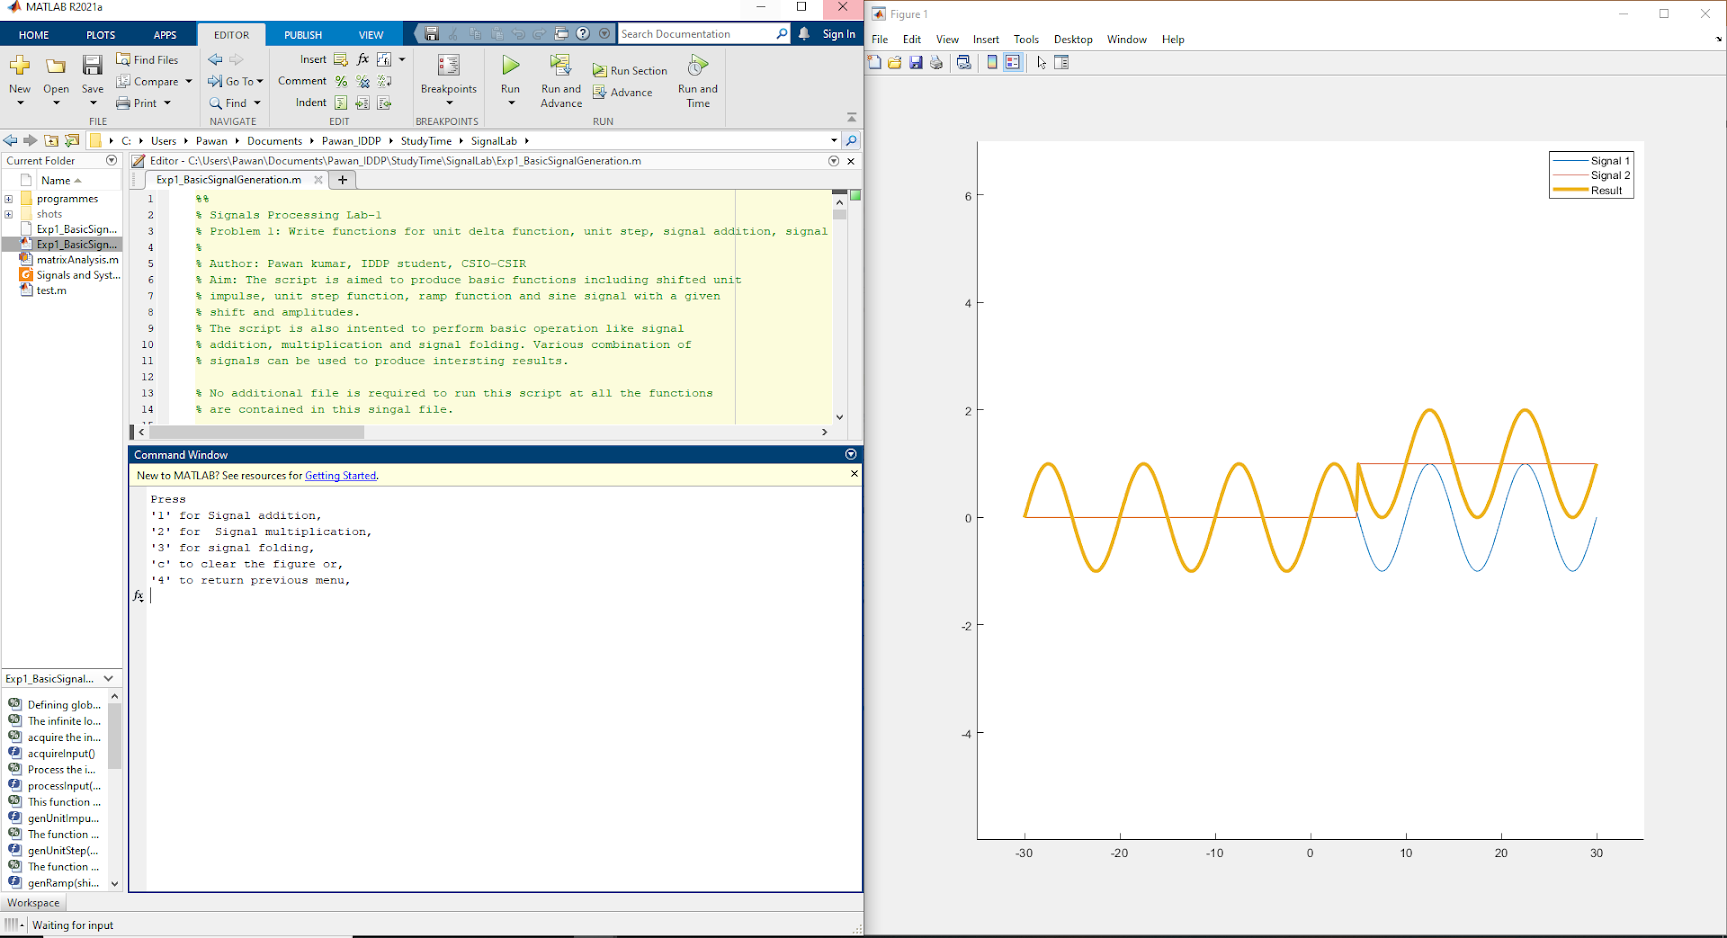 MATLAB R2021a
HOME PLOTS APPS EDITOR PUBLISH VIEW
Search Documentation
Sign In
New
Open
Save
Find Files
Compare
Print
FILE
Go To
Find
NAVIGATE
Insert fx
Comment
Indent
EDIT
Breakpoints
BREAKPOINTS
Run
Run and Advance
Run Section
Advance
Run and Time
RUN
C: Users Pawan Documents Pawan_IDDP StudyTime SignalLab
Current Folder
Name
programmes
shots
Exp1_BasicSign...
Exp1_BasicSign...
matrixAnalysis.m
Signals and Syst...
test.m
Editor - C:\Users\Pawan\Documents\Pawan_IDDP\StudyTime\SignalLab\Exp1_BasicSignalGeneration.m
Exp1_BasicSignalGeneration.m
1 %%
2 % Signals Processing Lab-1
3 % Problem 1: Write functions for unit delta function, unit step, signal addition, signal
4 %
5 % Author: Pawan kumar, IDDP student, CSIO-CSIR
6 % Aim: The script is aimed to produce basic functions including shifted unit
7 % impulse, unit step function, ramp function and sine signal with a given
8 % shift and amplitudes.
9 % The script is also intented to perform basic operation like signal
10 % addition, multiplication and signal folding. Various combination of
11 % signals can be used to produce intersting results.
12
13 % No additional file is required to run this script at all the functions
14 % are contained in this singal file.
Command Window
New to MATLAB? See resources for Getting Started.
Press
'1' for Signal addition,
'2' for  Signal multiplication,
'3' for signal folding,
'c' to clear the figure or,
'4' to return previous menu,
fx
Exp1_BasicSignal...
Defining glob...
The infinite lo...
acquire the in...
acquireInput()
Process the i...
processInput(...
This function ...
genUnitImpu...
The function ...
genUnitStep(...
The function ...
genRamp(shi...
Workspace
Waiting for input
Figure 1
File Edit View Insert Tools Desktop Window Help
Signal 1
Signal 2
Result
6
4
2
0
-2
-4
-30 -20 -10 0 10 20 30